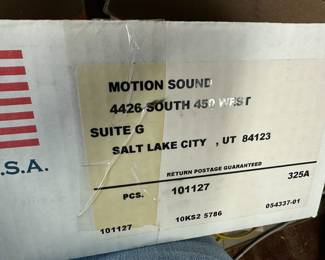 MOTION SOUND
4426 SOUTH 450 WEST
SUITE G
SALT LAKE CITY , UT 84123
.S.A.
RETURN POSTAGE GUARANTEED
PCS. 101127 325A
101127 10KS2 5786 054337-01